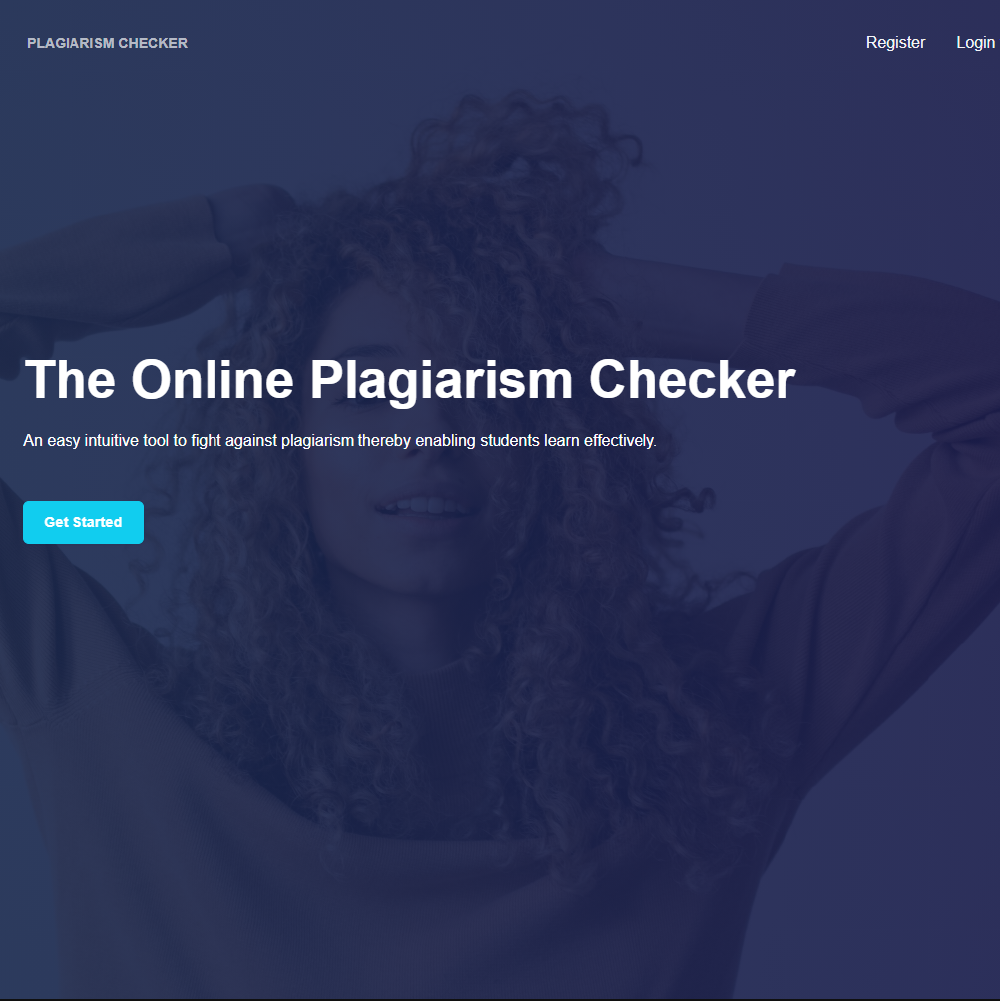 PLAGIARISM CHECKER
Register
Login
The Online Plagiarism Checker
An easy intuitive tool to fight against plagiarism thereby enabling students learn effectively.
Get Started